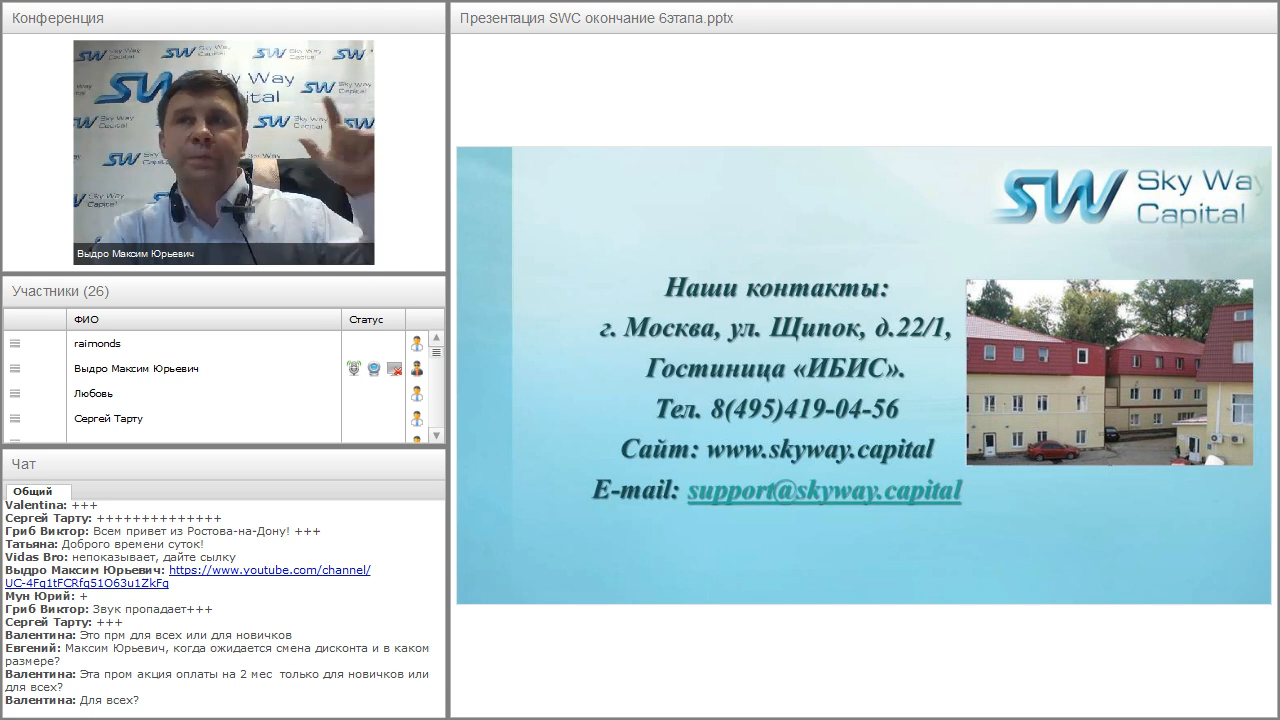 Конференция
SW Sky Way
Capital
Выдро Максим Юрьевич
Участники (26)
ФИО
Статус
raimonds
Выдро Максим Юрьевич
Любовь
Сергей Тарту
Чат
Общий
Valentina: +++
Сергей Тарту: ++++++++++++++
Гриб Виктор: Всем привет из Ростова-на-Дону! +++
Татьяна: Доброго времени суток!
Vidas Bro: непоказывает, дайте сылку
Выдро Максим Юрьевич: https://www.youtube.com/channel/
UC-4Fq1tFCRfq51O63u1ZkFg
Мун Юрий: +
Гриб Виктор: Звук пропадает+++
Сергей Тарту: +++
Валентина: Это прм для всех или для новичков
Евгений: Максим Юрьевич, когда ожидается смена дисконта и в каком
размере?
Валентина: Эта пром акция оплаты на 2 мес  только для новичков или
для всех?
Валентина: Для всех?
Презентация SWC окончание 6этапа.pptx
SW Sky Way
Capital
Наши контакты:
г. Москва, ул. Щипок, д.22/1,
Гостиница «ИБИС».
Тел. 8(495)419-04-56
Сайт: www.skyway.capital
E-mail: support@skyway.capital